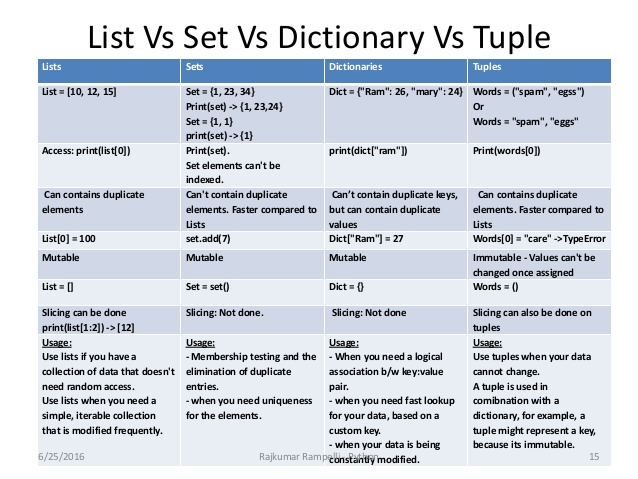 List Vs Set Vs Dictionary Vs Tuple
Lists
Sets
Dictionaries
Tuples
List = [10, 12, 15]
Set = {1, 23, 34}
Print(set) -> {1, 23,24}
Set = {1, 1}
print(set) -> {1}
Dict = {"Ram": 26, "mary": 24}
Words = ("spam", "egss")
Or
Words = "spam", "eggs"
Access: print(list[0])
Print(set).
Set elements can't be
indexed.
print(dict["ram"])
Print(words[0])
Can contains duplicate
elements
Can't contain duplicate
elements. Faster compared to
Lists
Can't contain duplicate keys,
but can contain duplicate
values
Can contains duplicate
elements. Faster compared to
Lists
List[0] = 100
set.add(7)
Dict["Ram"] = 27
Words[0] = "care" ->TypeError
Mutable
Mutable
Mutable
Immutable - Values can't be
changed once assigned
List = []
Set = set()
Dict = {}
Words = ()
Slicing can be done
print(list[1:2]) -> [12]
Slicing: Not done.
Slicing: Not done
Slicing can also be done on
tuples
Usage:
Use lists if you have a
collection of data that doesn't
need random access.
Use lists when you need a
simple, iterable collection
that is modified frequently.
Usage:
- Membership testing and the
elimination of duplicate
entries.
- when you need uniqueness
for the elements.
Usage:
- When you need a logical
association b/w key:value
pair.
- when you need fast lookup
for your data, based on a
custom key.
- when your data is being
constantly modified.
Usage:
Use tuples when your data
cannot change.
A tuple is used in
comibnation with a
dictionary, for example, a
tuple might represent a key,
because its immutable.
6/25/2016
Rajkumar Rampelli - Python
15